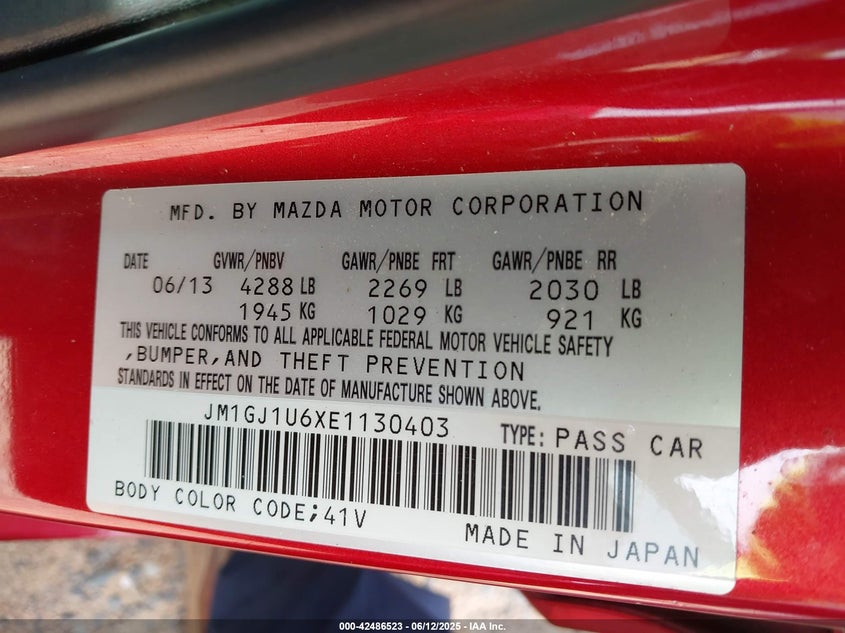 MFD. BY MAZDA MOTOR CORPORATION
DATE GVWR/PNBV GAWR/PNBE FRT GAWR/PNBE RR
06/13 4288 LB 2269 LB 2030 LB
1945 KG 1029 KG 921 KG
THIS VEHICLE CONFORMS TO ALL APPLICABLE FEDERAL MOTOR VEHICLE SAFETY
,BUMPER,AND THEFT PREVENTION
STANDARDS IN EFFECT ON THE DATE OF MANUFACTURE SHOWN ABOVE.
JM1GJ1U6XE1130403 TYPE: PASS CAR
BODY COLOR CODE;41V
MADE IN JAPAN
000-42486523 - 06/12/2025 - IAA Inc.